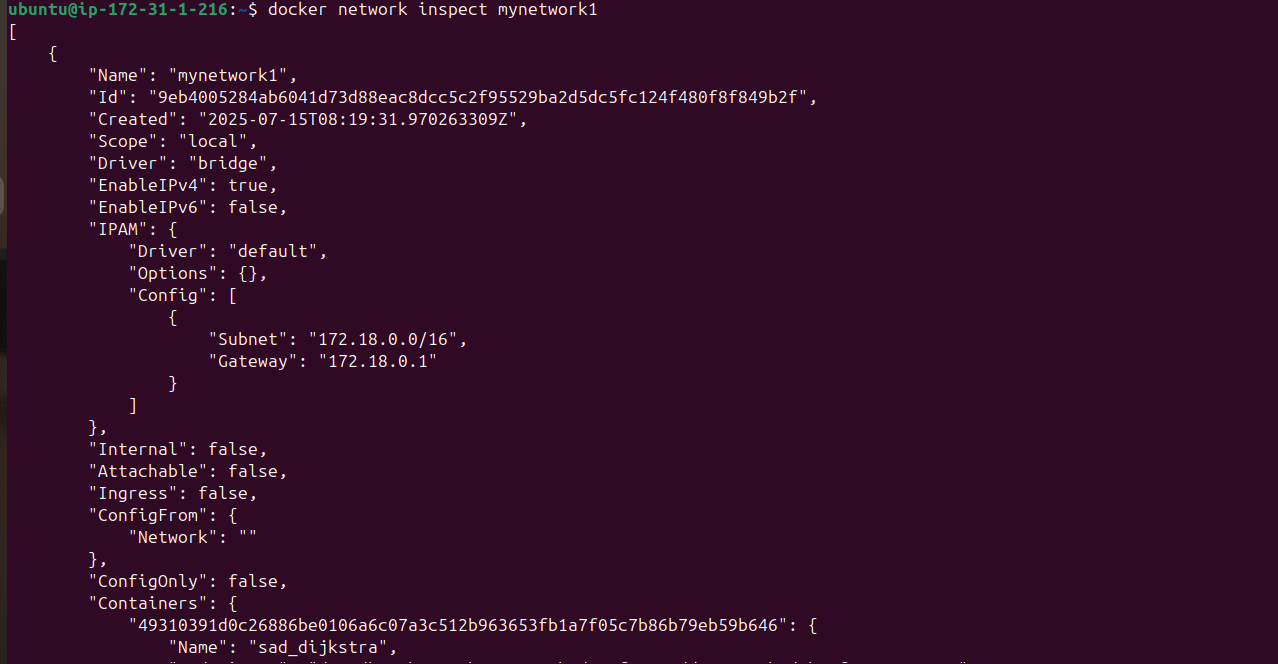 ubuntu@ip-172-31-1-216:~$ docker network inspect mynetwork1
[
    {
        "Name": "mynetwork1",
        "Id": "9eb4005284ab6041d73d88eac8dcc5c2f95529ba2d5dc5fc124f480f8f849b2f",
        "Created": "2025-07-15T08:19:31.970263309Z",
        "Scope": "local",
        "Driver": "bridge",
        "EnableIPv4": true,
        "EnableIPv6": false,
        "IPAM": {
            "Driver": "default",
            "Options": {},
            "Config": [
                {
                    "Subnet": "172.18.0.0/16",
                    "Gateway": "172.18.0.1"
                }
            ]
        },
        "Internal": false,
        "Attachable": false,
        "Ingress": false,
        "ConfigFrom": {
            "Network": ""
        },
        "ConfigOnly": false,
        "Containers": {
            "49310391d0c26886be0106a6c07a3c512b963653fb1a7f05c7b86b79eb59b646": {
                "Name": "sad_dijkstra",